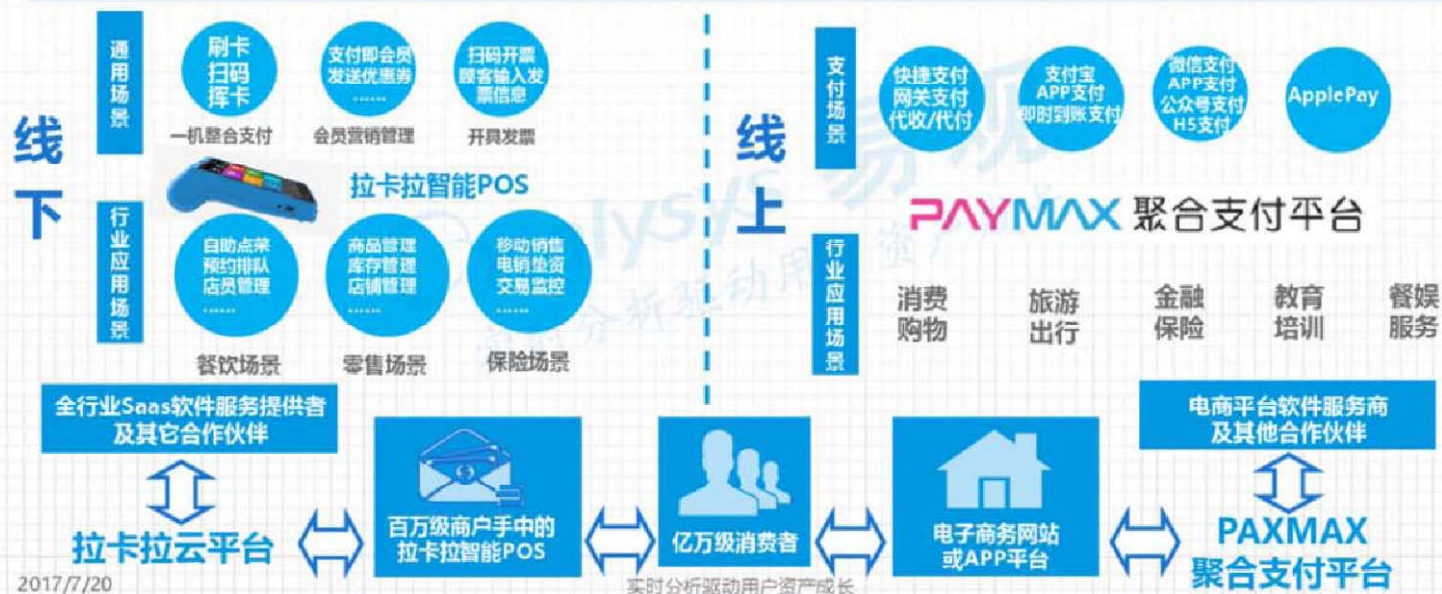 线下
通用场景
刷卡
扫码
挥卡
一机整合支付
支付即会员
发送优惠券
......
会员营销管理
扫码开票
顾客输入发
票信息
开具发票
拉卡拉智能POS
行业应用场景
自助点菜
预约排队
店员管理
......
餐饮场景
商品管理
库存管理
店铺管理
......
零售场景
移动销售
电销垫资
交易监控
......
保险场景
线上
支付场景
快捷支付
网关支付
代收/代付
支付宝
APP支付
即时到账支付
微信支付
APP支付
公众号支付
H5支付
ApplePay
PAYMAX 聚合支付平台
行业应用场景
消费
购物
旅游
出行
金融
保险
教育
培训
餐娱
服务
易观
实时分析驱动用户资产成长
全行业Saas软件服务提供者
及其它合作伙伴
拉卡拉云平台
百万级商户手中的
拉卡拉智能POS
亿万级消费者
电子商务网站
或APP平台
电商平台软件服务商
及其他合作伙伴
PAXMAX
聚合支付平台
2017/7/20
实时分析驱动用户资产成长